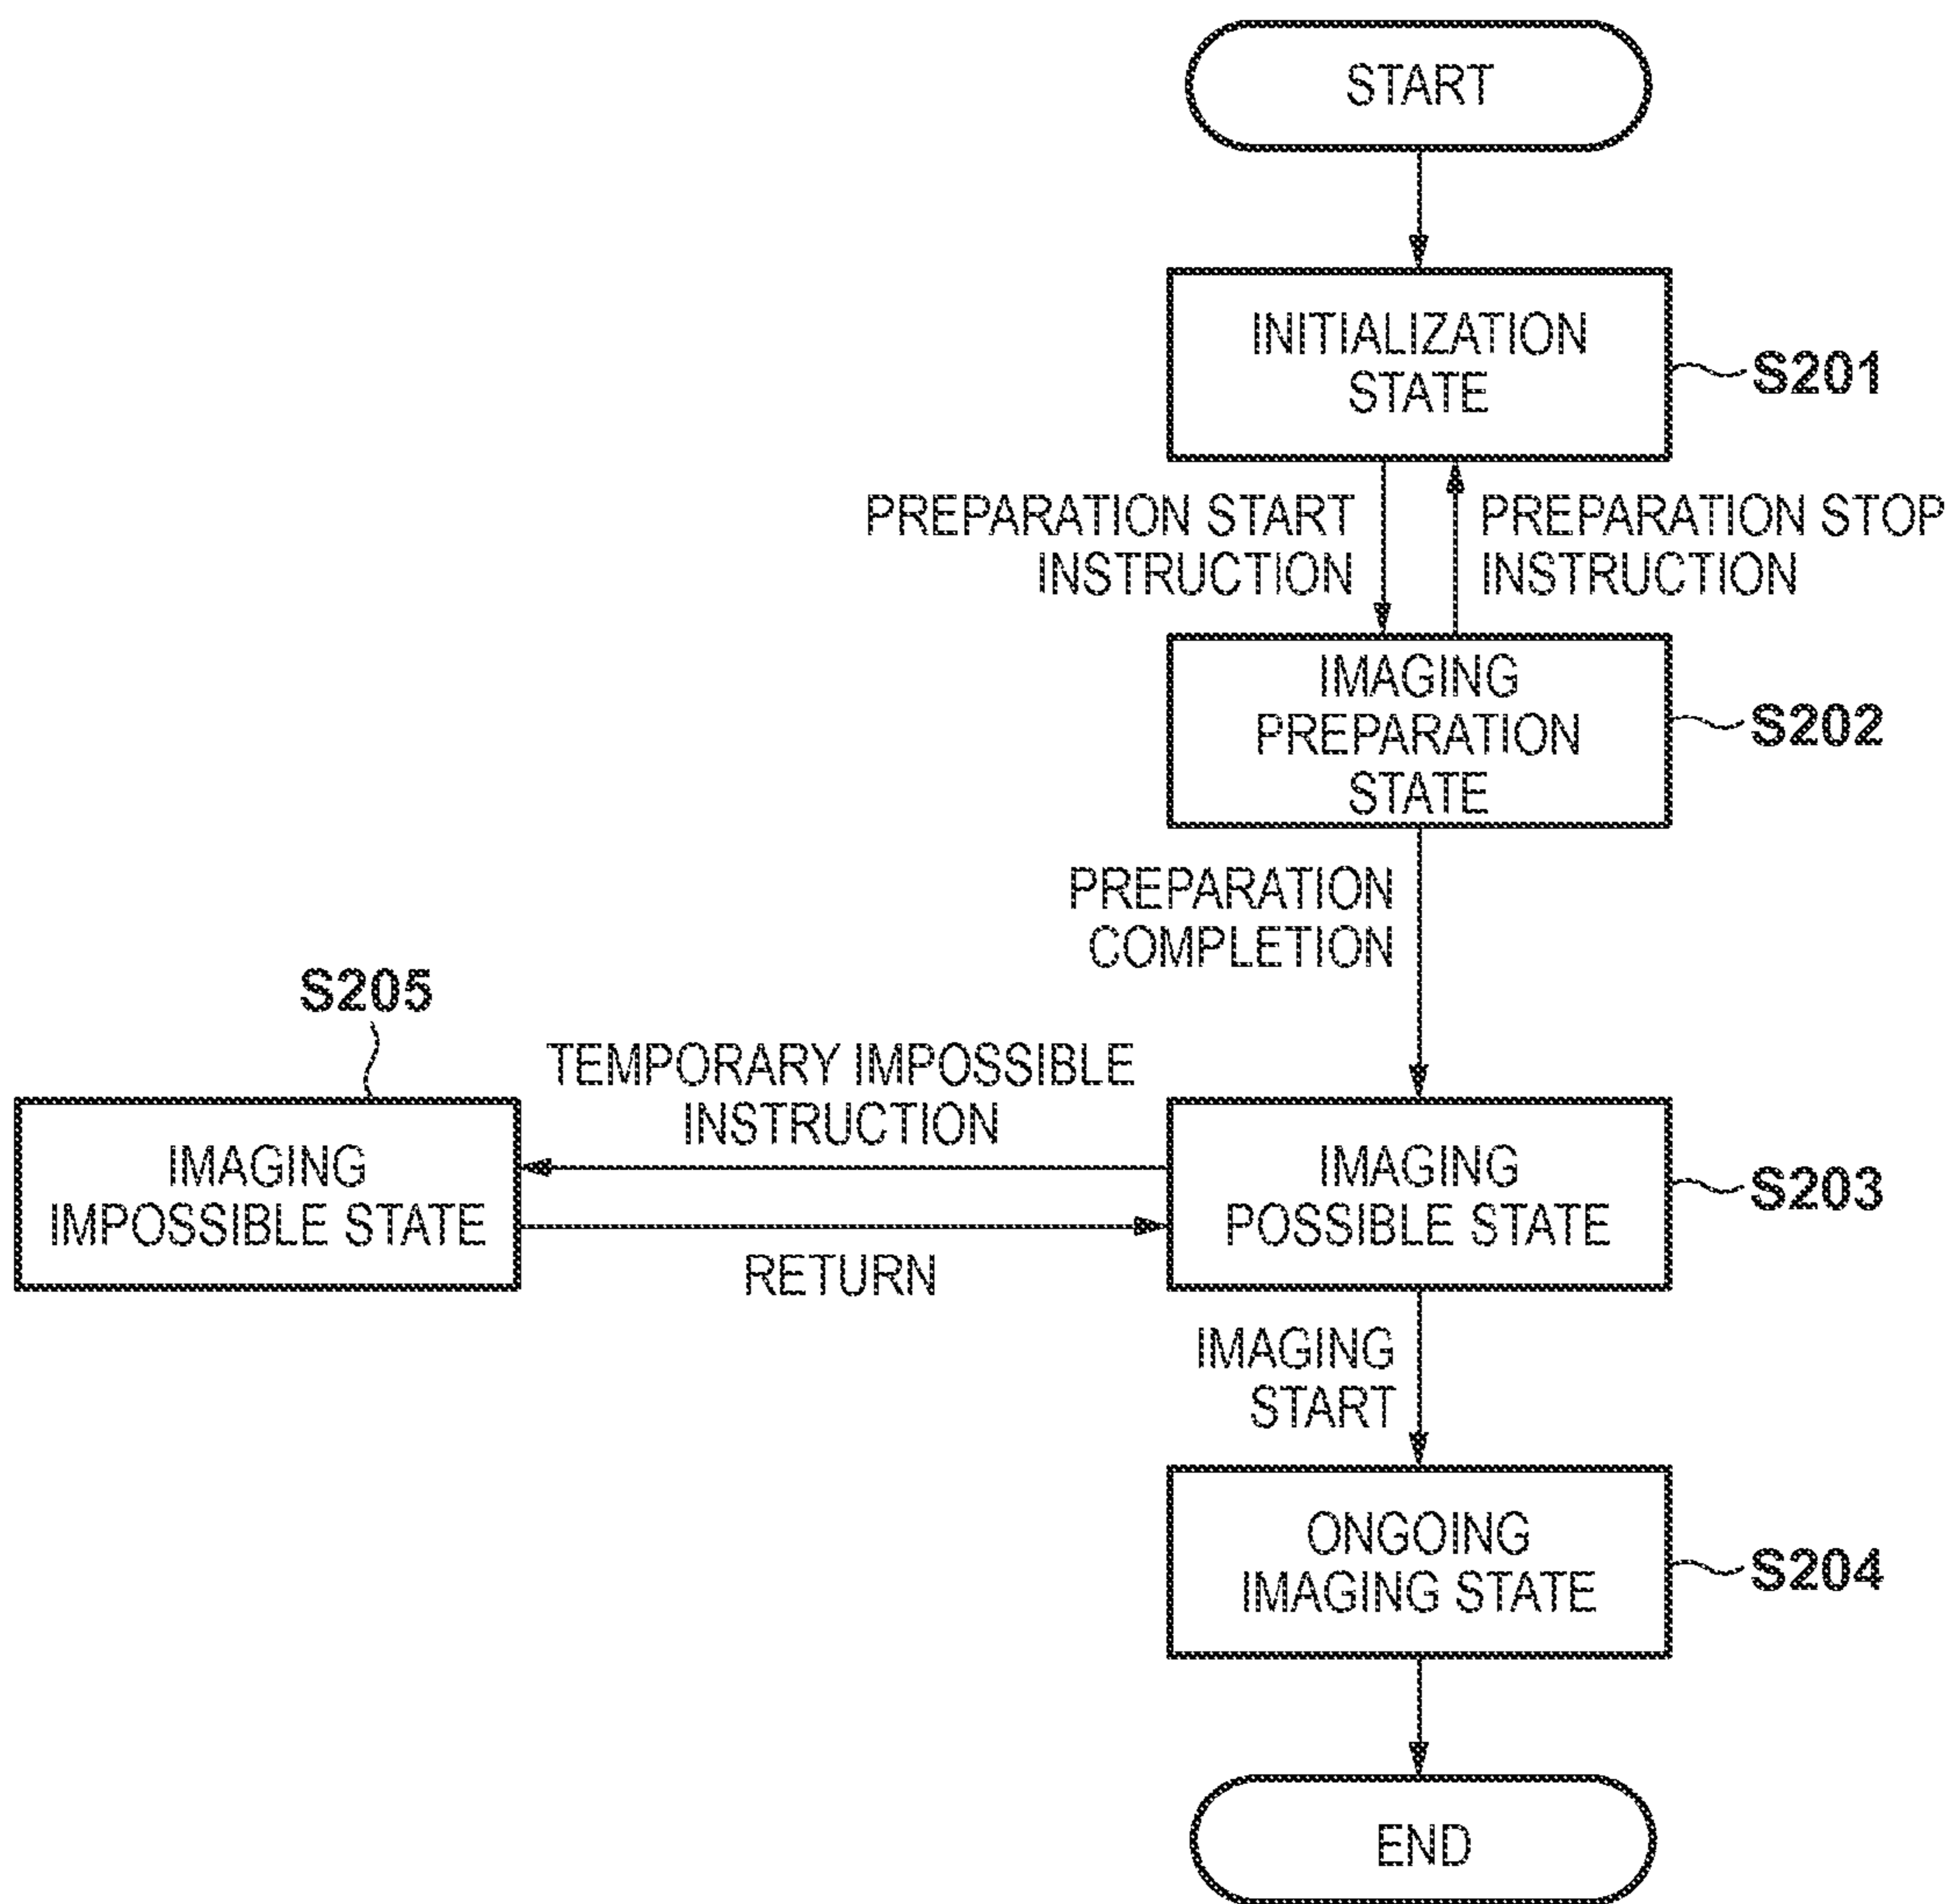 START
INITIALIZATION
STATE
S201
PREPARATION START
INSTRUCTION
PREPARATION STOP
INSTRUCTION
IMAGING
PREPARATION
STATE
S202
PREPARATION
COMPLETION
S205
TEMPORARY IMPOSSIBLE
INSTRUCTION
IMAGING
IMPOSSIBLE STATE
IMAGING
POSSIBLE STATE
S203
RETURN
IMAGING
START
ONGOING
IMAGING STATE
S204
END